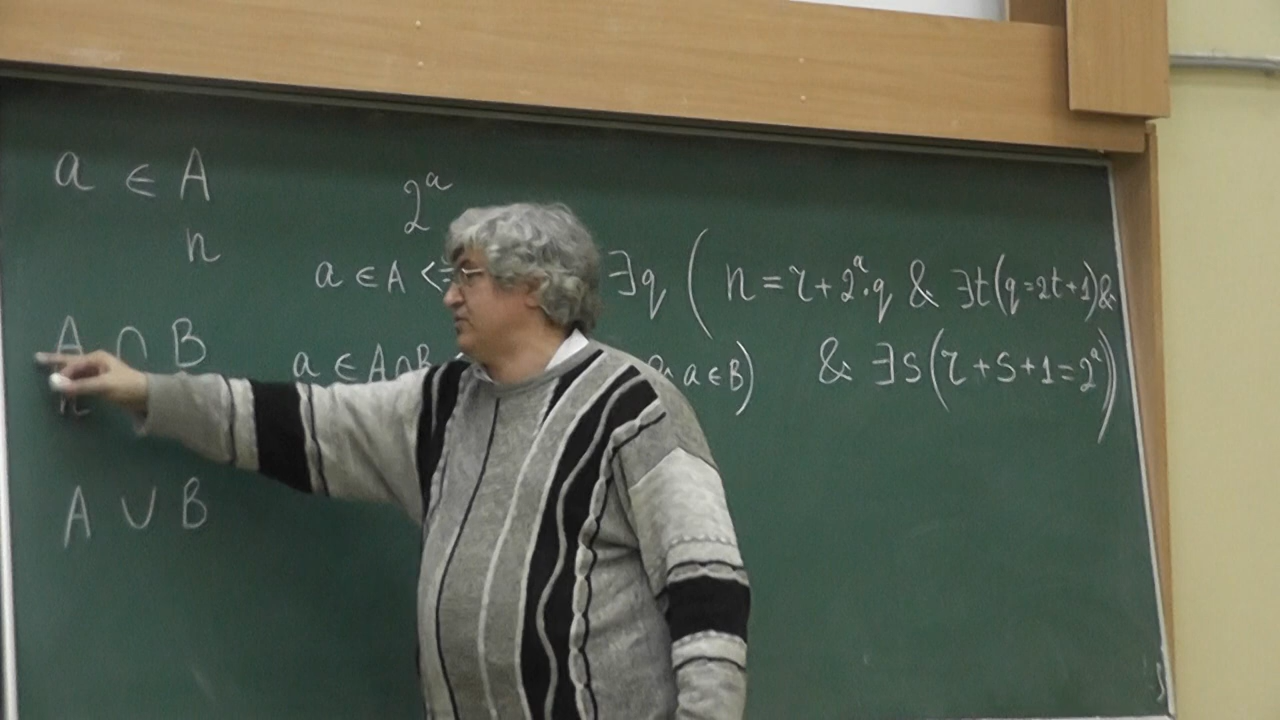 a ∈ A
n
2^a
a ∈ A <= ∃q ( n = r + 2^a · q & ∃t(q = 2t + 1) &
& ∃s(r + s + 1 = 2^a))
A ∩ B
a ∈ A ∩ B a ∈ B)
A ∪ B